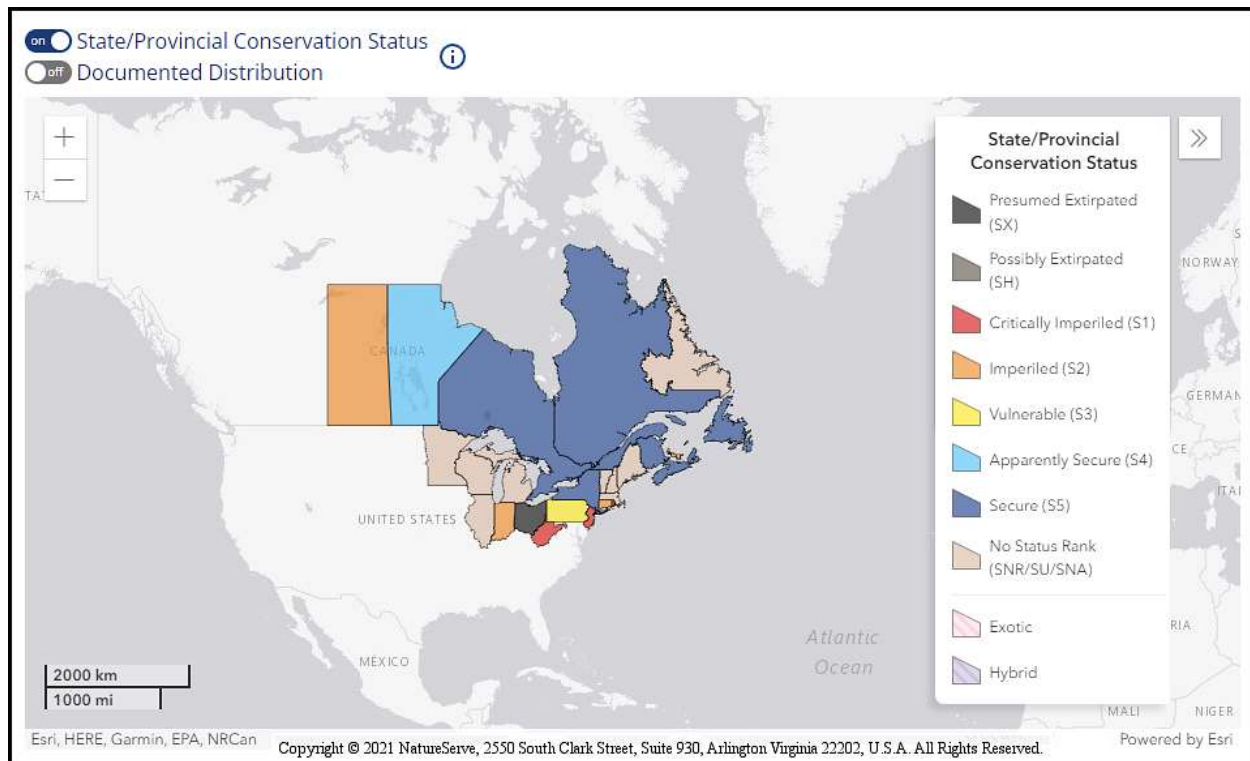 on State/Provincial Conservation Status
off Documented Distribution
State/Provincial
Conservation Status
Presumed Extirpated
(SX)
Possibly Extirpated
(SH)
Critically Imperiled (S1)
Imperiled (S2)
Vulnerable (S3)
Apparently Secure (S4)
Secure (S5)
No Status Rank
(SNR/SU/SNA)
Exotic
Hybrid
CANADA
UNITED STATES
MÉXICO
Atlantic
Ocean
NORWAY
GERMAN
ITAI
RIA
MALI
NIGER
2000 km
1000 mi
Esri, HERE, Garmin, EPA, NRCan
Copyright © 2021 NatureServe, 2550 South Clark Street, Suite 930, Arlington Virginia 22202, U.S.A. All Rights Reserved.
Powered by Esri